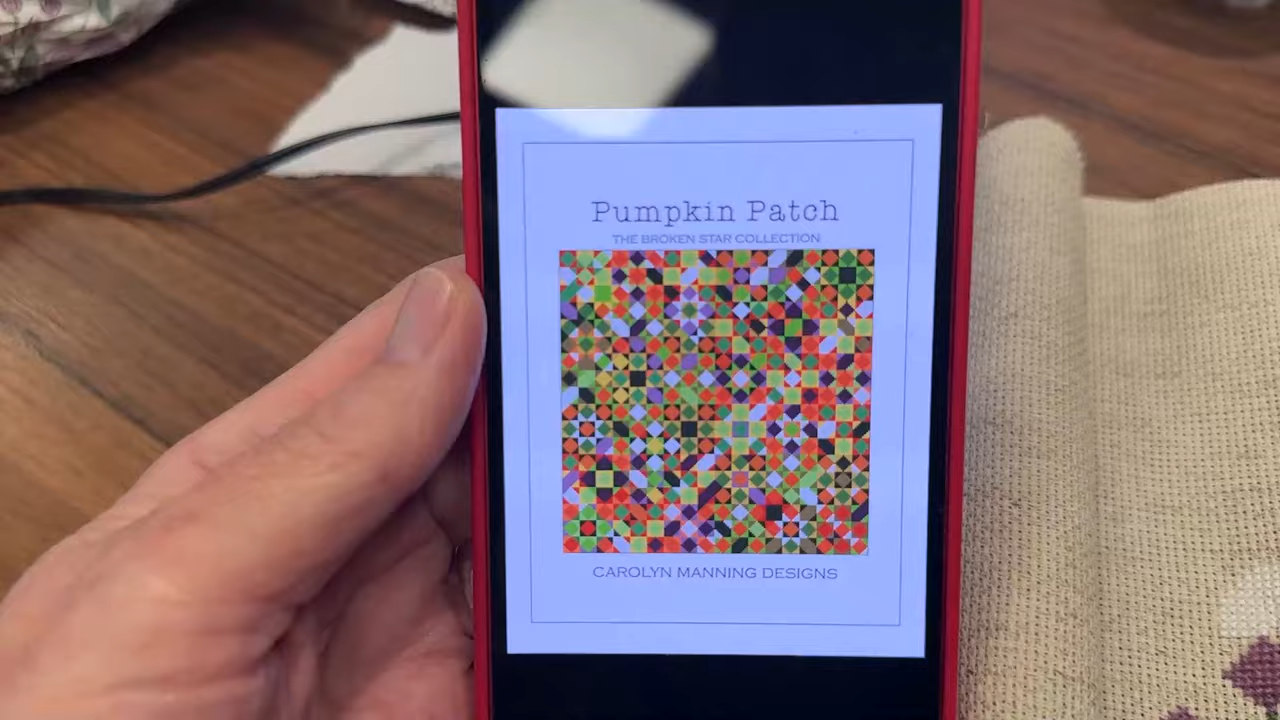 Pumpkin Patch
THE BROKEN STAR COLLECTION
CAROLYN MANNING DESIGNS